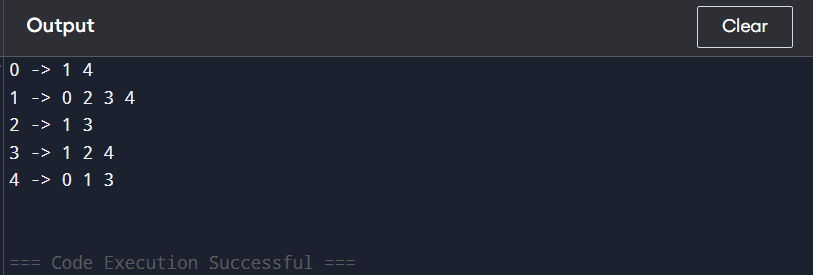 Output
Clear
0 -> 1 4
1 -> 0 2 3 4
2 -> 1 3
3 -> 1 2 4
4 -> 0 1 3
=== Code Execution Successful ===